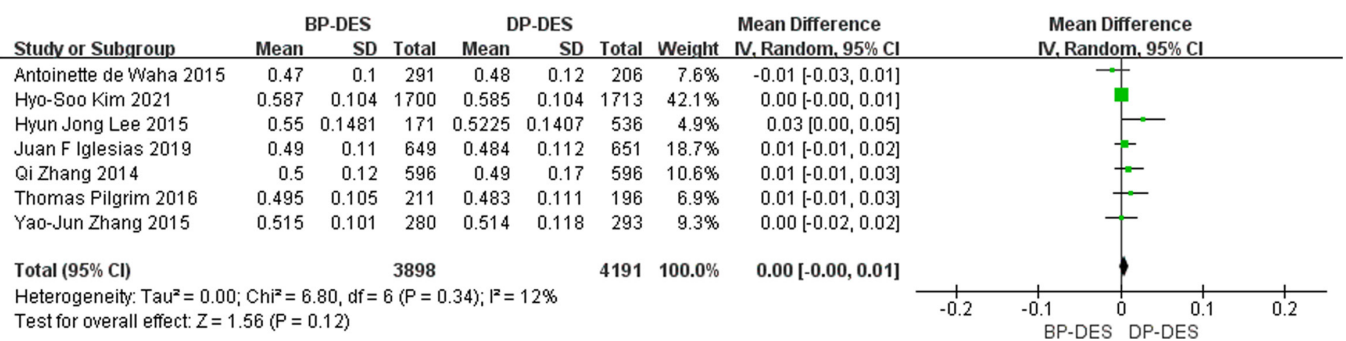 BP-DES DP-DES Mean Difference Mean Difference
Study or Subgroup Mean SD Total Mean SD Total Weight IV, Random, 95% CI IV, Random, 95% CI
Antoinette de Waha 2015 0.47 0.1 291 0.48 0.12 206 7.6% -0.01 [-0.03, 0.01]
Hyo-Soo Kim 2021 0.587 0.104 1700 0.585 0.104 1713 42.1% 0.00 [-0.00, 0.01]
Hyun Jong Lee 2015 0.55 0.1481 171 0.5225 0.1407 536 4.9% 0.03 [0.00, 0.05]
Juan F Iglesias 2019 0.49 0.11 649 0.484 0.112 651 18.7% 0.01 [-0.01, 0.02]
Qi Zhang 2014 0.5 0.12 596 0.49 0.17 596 10.6% 0.01 [-0.01, 0.03]
Thomas Pilgrim 2016 0.495 0.105 211 0.483 0.111 196 6.9% 0.01 [-0.01, 0.03]
Yao-Jun Zhang 2015 0.515 0.101 280 0.514 0.118 293 9.3% 0.00 [-0.02, 0.02]
Total (95% CI) 3898 4191 100.0% 0.00 [-0.00, 0.01]
Heterogeneity: Tau² = 0.00; Chi² = 6.80, df = 6 (P = 0.34); I² = 12%
Test for overall effect: Z = 1.56 (P = 0.12)
-0.2 -0.1 0 0.1 0.2
BP-DES DP-DES